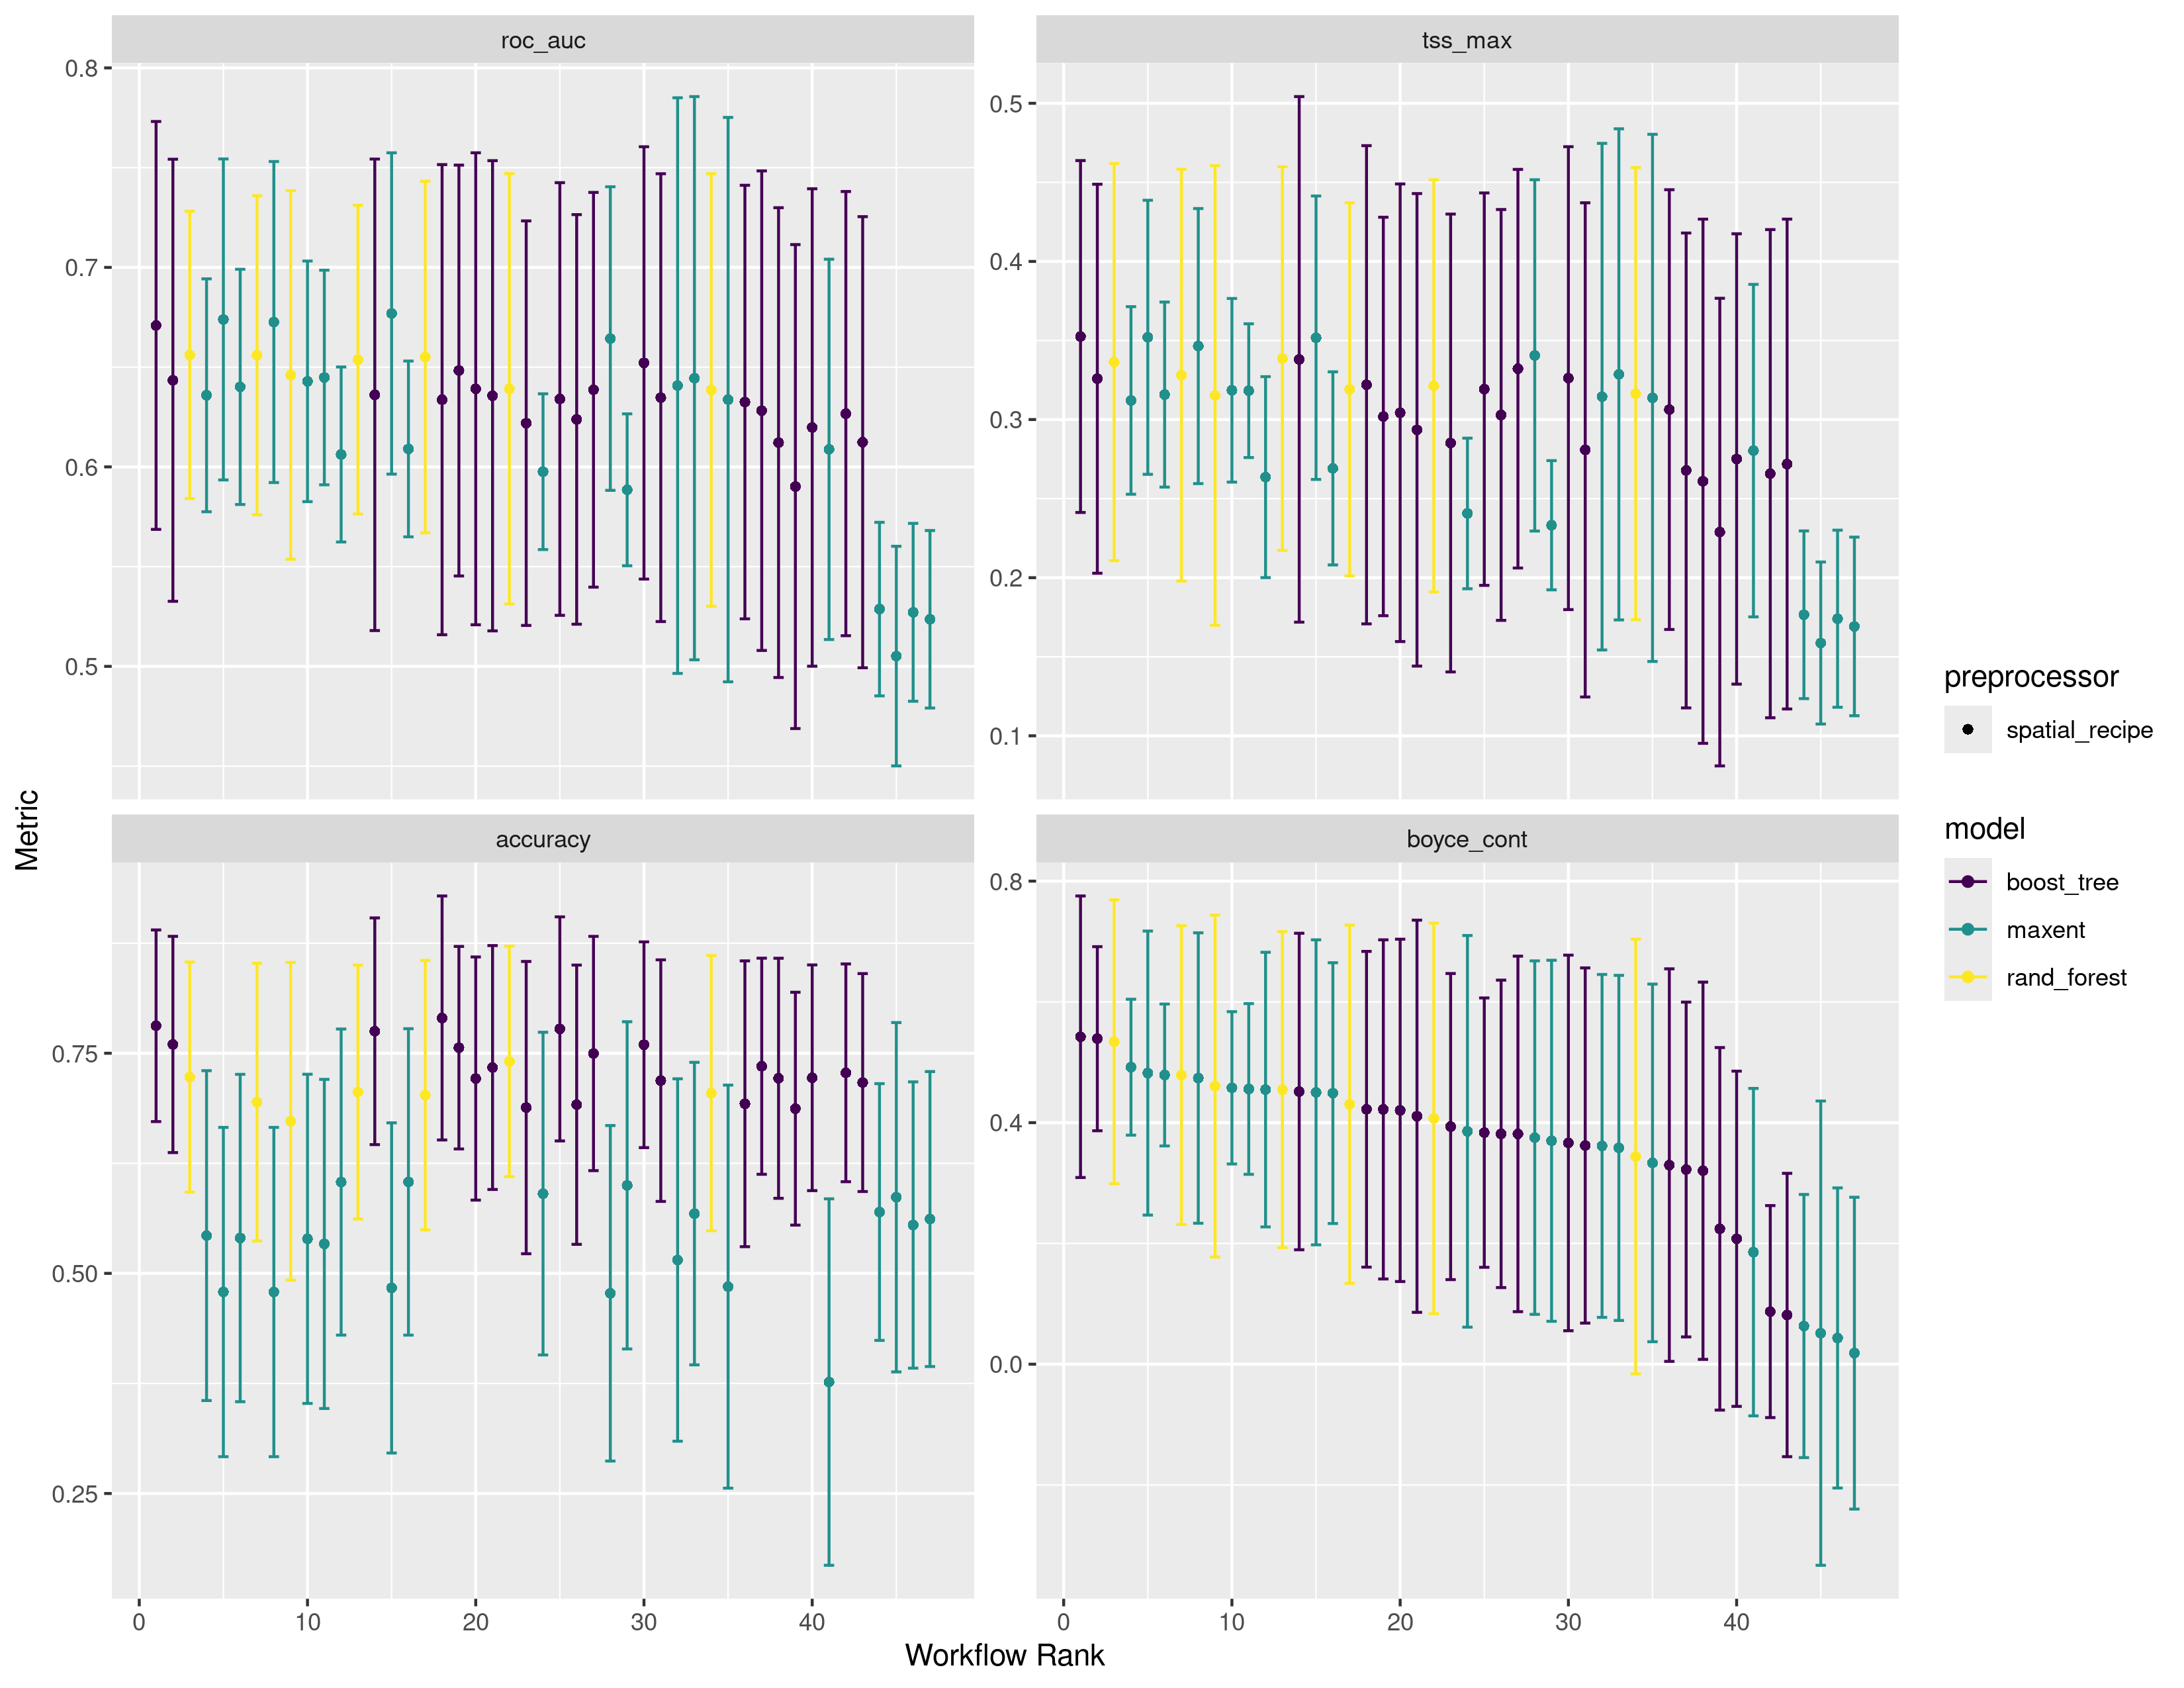 roc_auc
tss_max
0.8
0.7
0.6
0.5
0.5
0.4
0.3
0.2
0.1
accuracy
boyce_cont
0.75
0.50
0.25
0.8
0.4
0.0
0 10 20 30 40
0 10 20 30 40
Workflow Rank
Metric
preprocessor
spatial_recipe
model
boost_tree
maxent
rand_forest